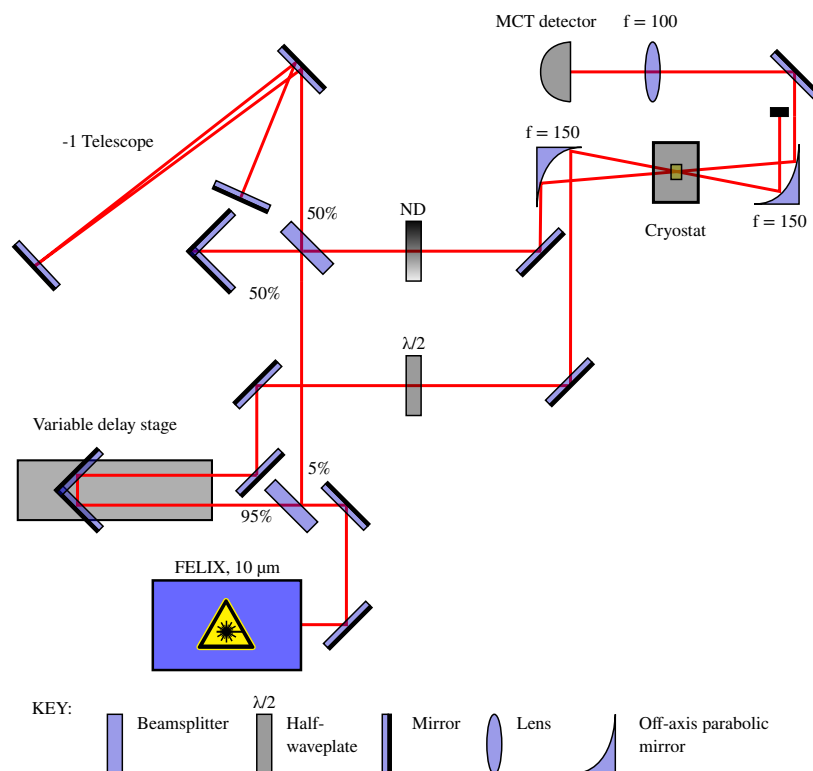 MCT detector
f = 100
-1 Telescope
f = 150
50%
ND
f = 150
Cryostat
50%
λ/2
Variable delay stage
5%
95%
FELIX, 10 µm
KEY:
λ/2
Beamsplitter
Half-
waveplate
Mirror
Lens
Off-axis parabolic
mirror